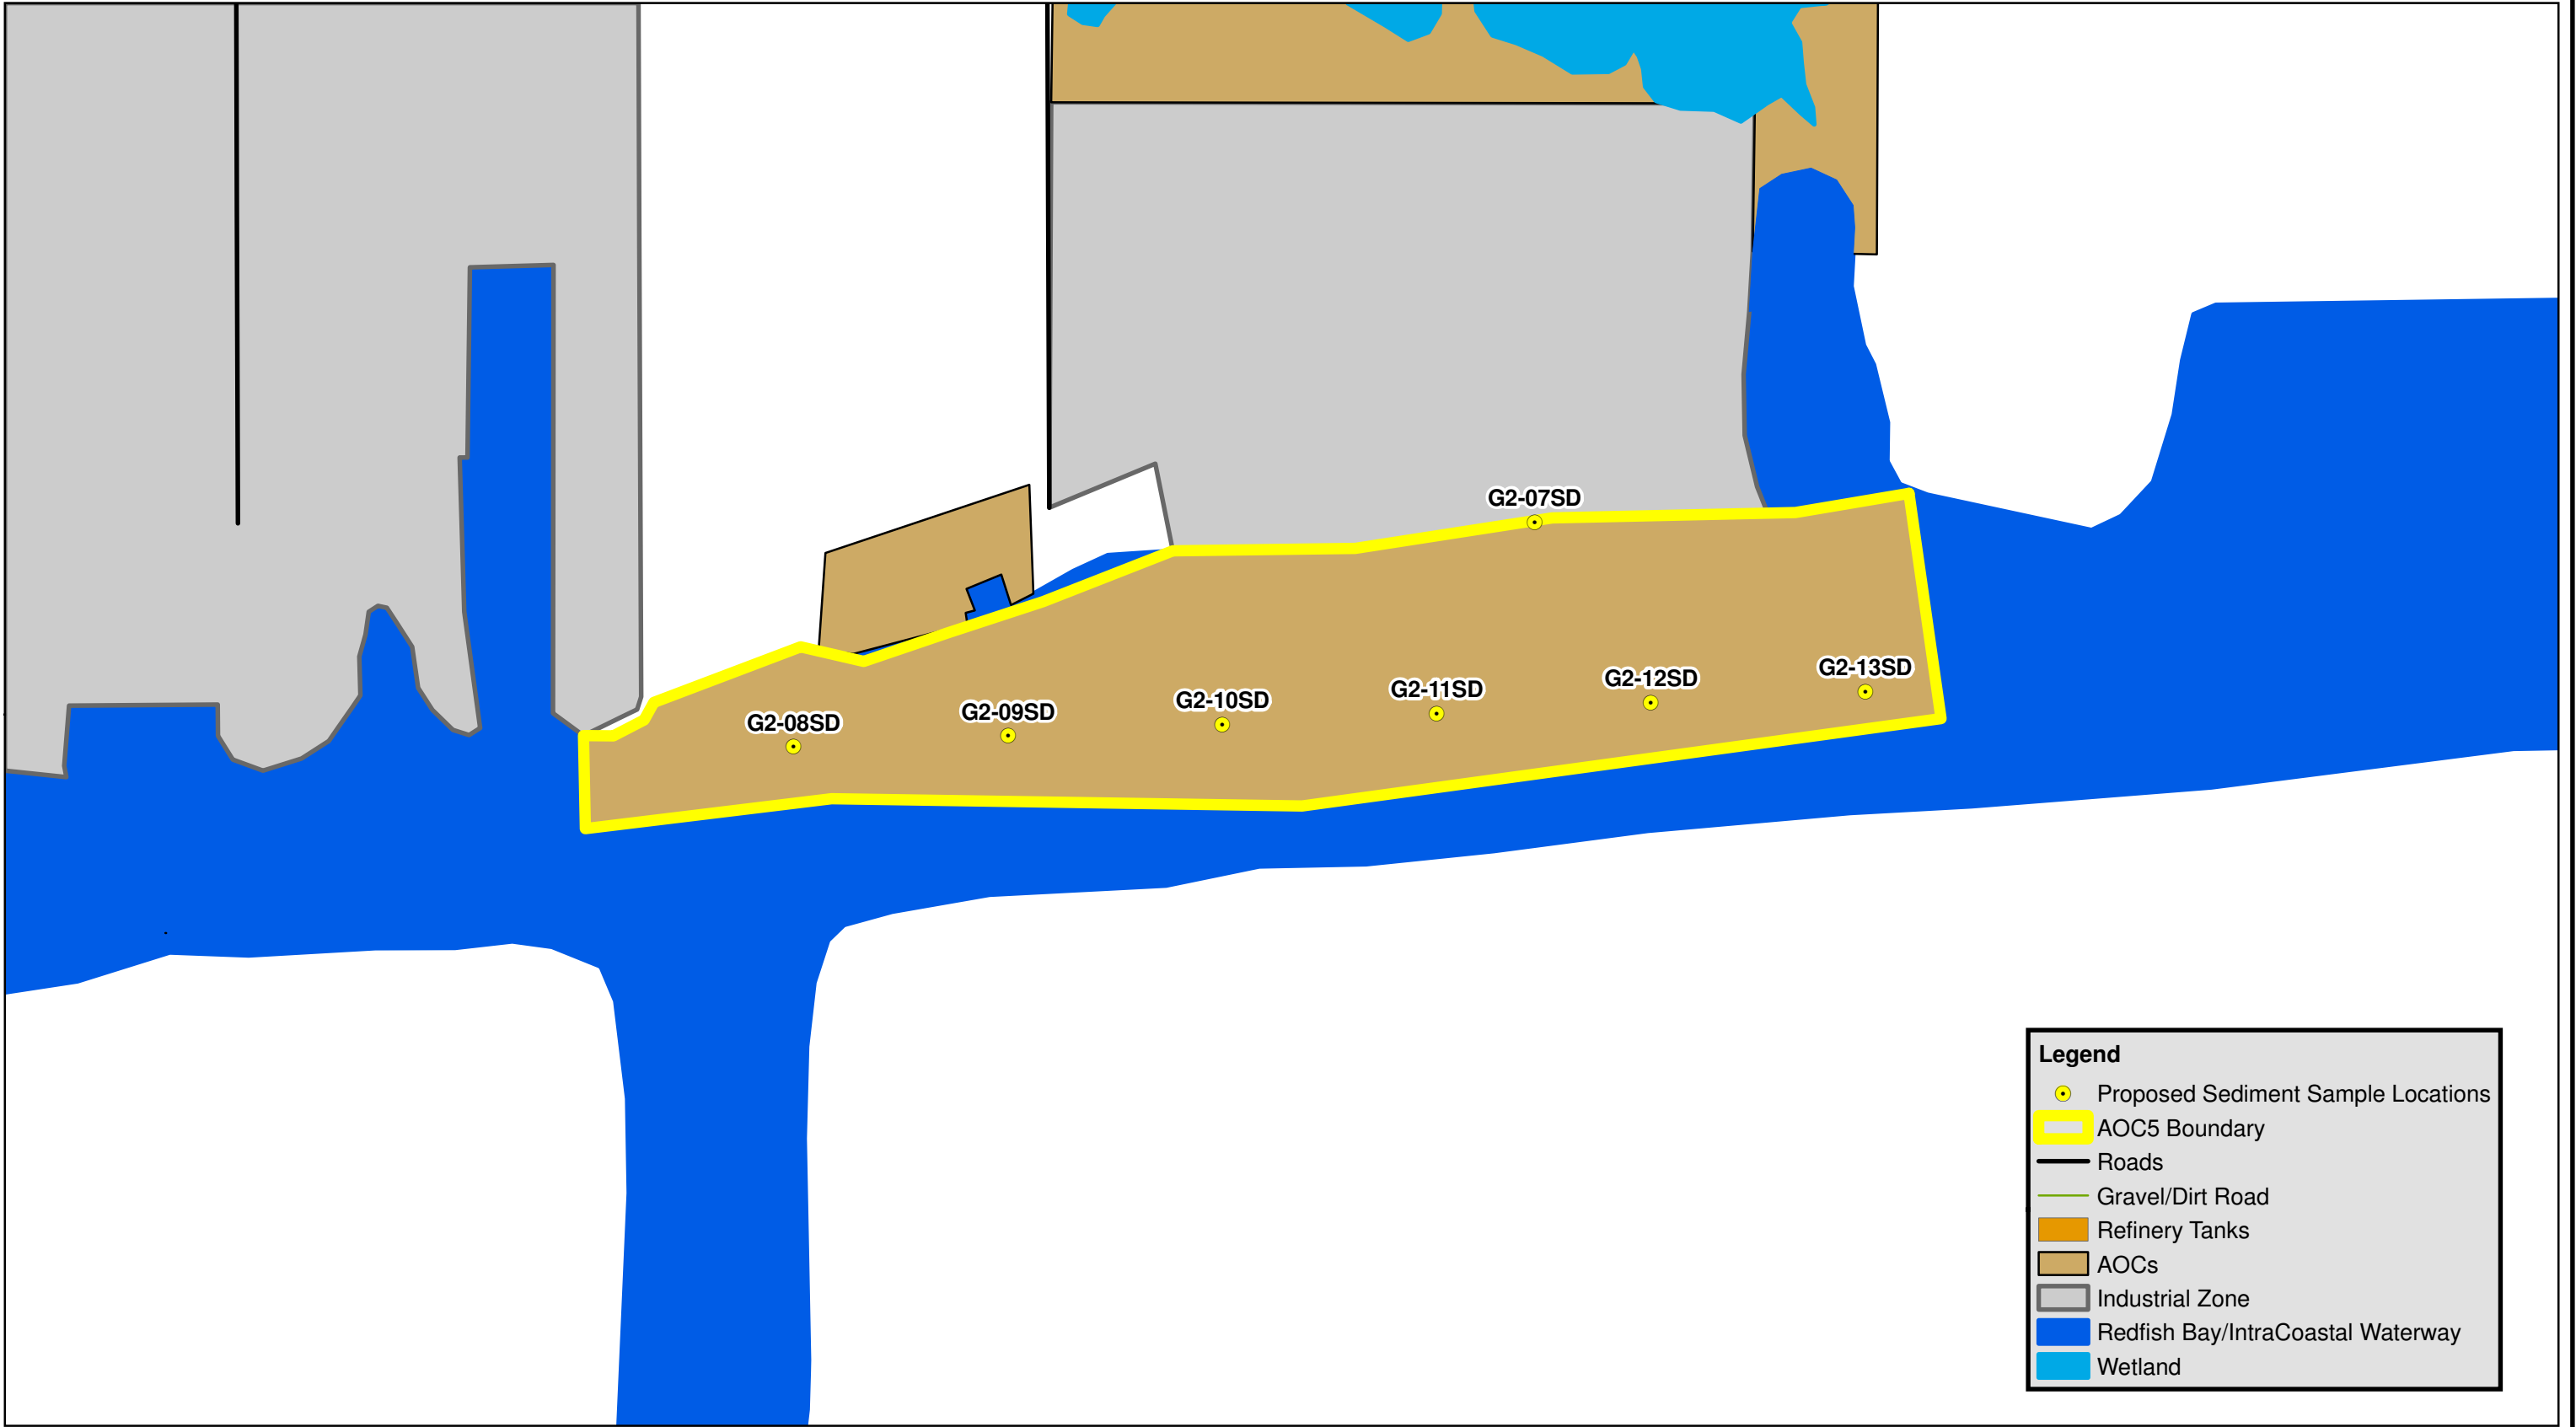 G2-07SD
G2-13SD
G2-12SD
G2-11SD
G2-10SD
G2-09SD
G2-08SD
Legend
Proposed Sediment Sample Locations
AOC5 Boundary
Roads
Gravel/Dirt Road
Refinery Tanks
AOCs
Industrial Zone
Redfish Bay/IntraCoastal Waterway
Wetland